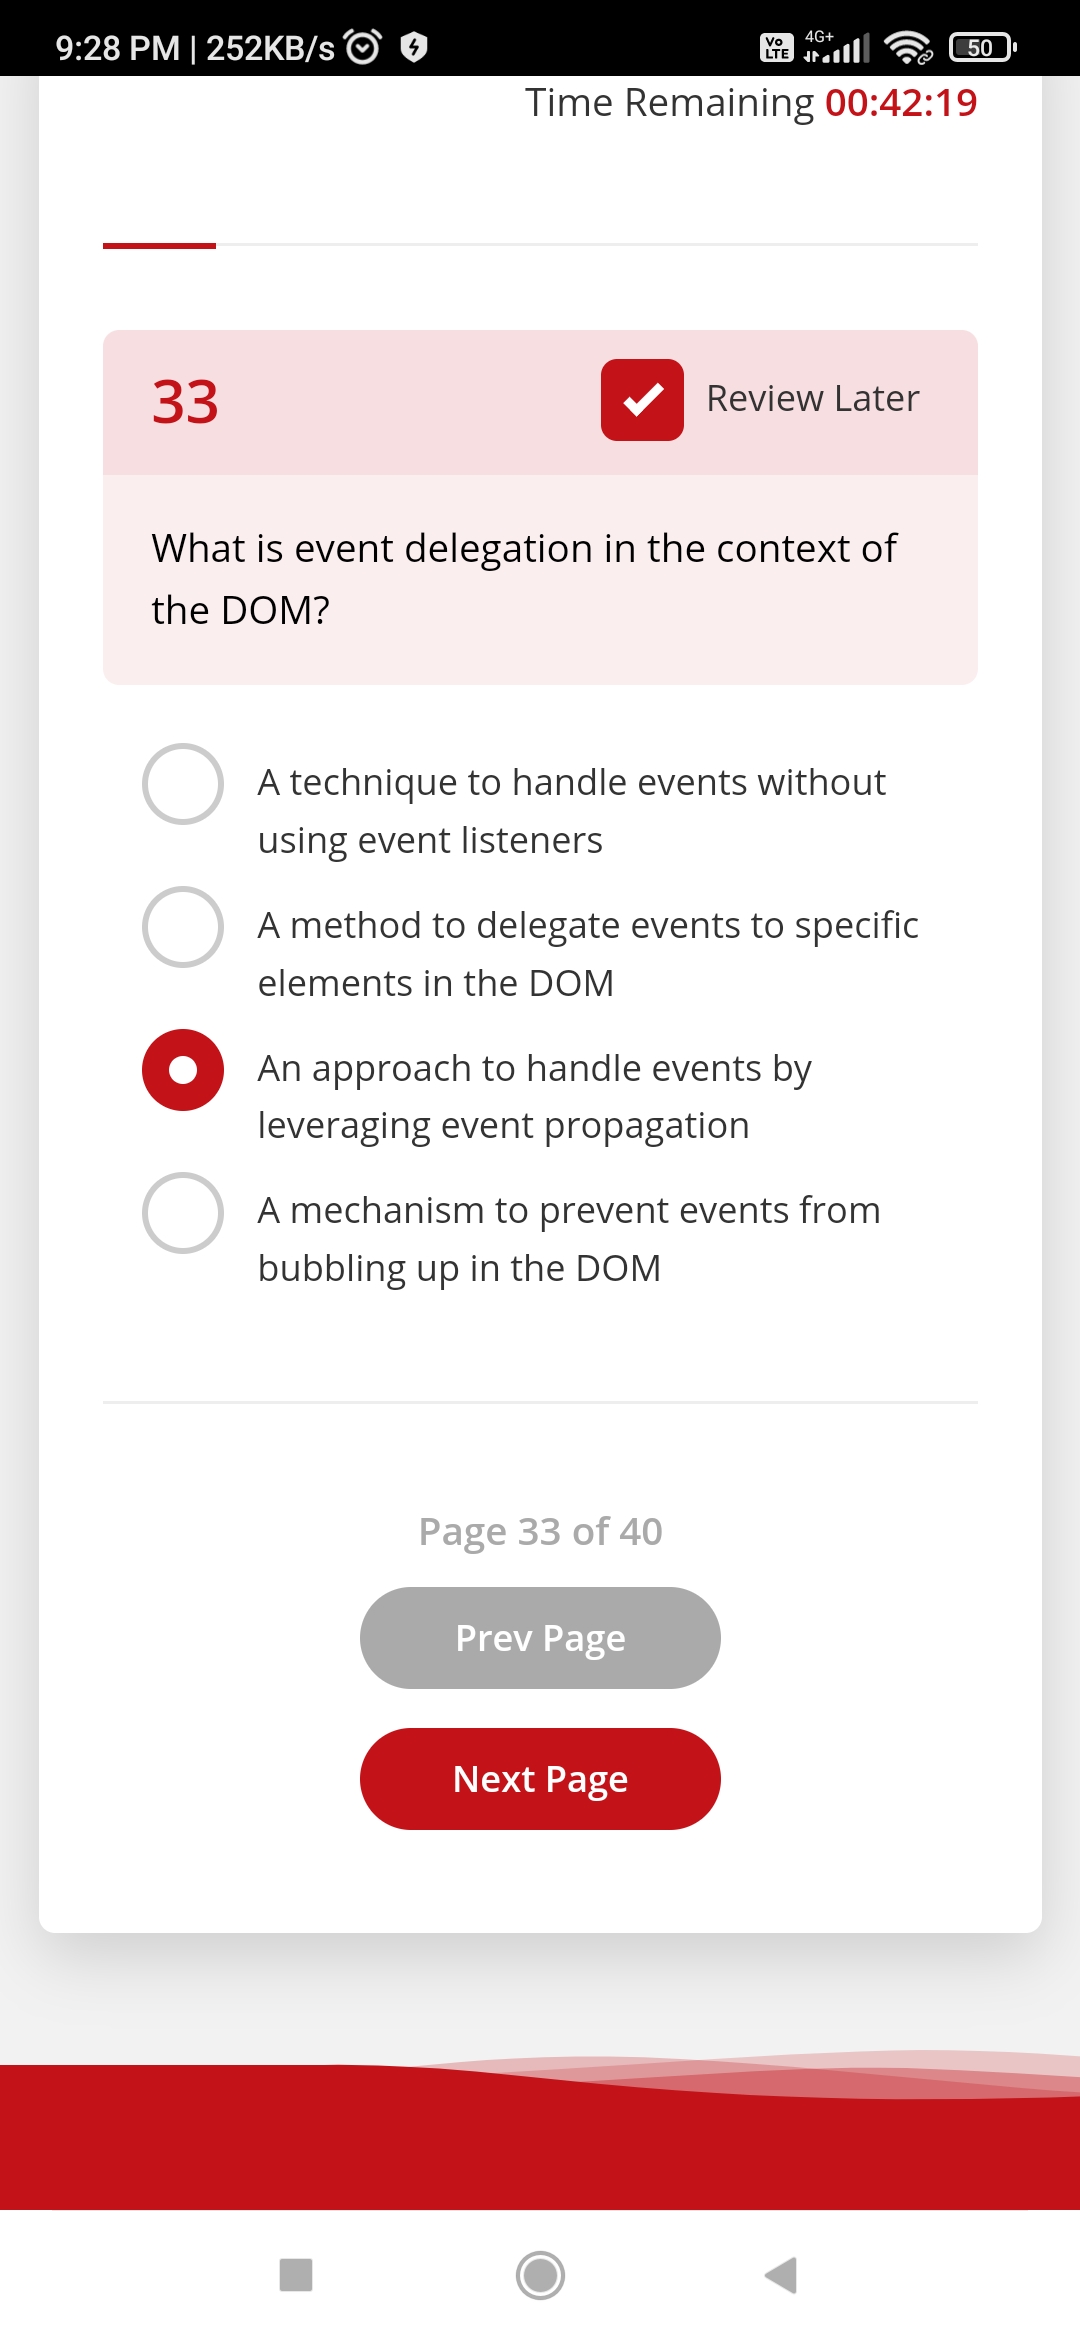 9:28 PM | 252KB/s
Vo LTE 4G+ 50
Time Remaining 00:42:19
33
Review Later
What is event delegation in the context of
the DOM?
A technique to handle events without
using event listeners
A method to delegate events to specific
elements in the DOM
An approach to handle events by
leveraging event propagation
A mechanism to prevent events from
bubbling up in the DOM
Page 33 of 40
Prev Page
Next Page